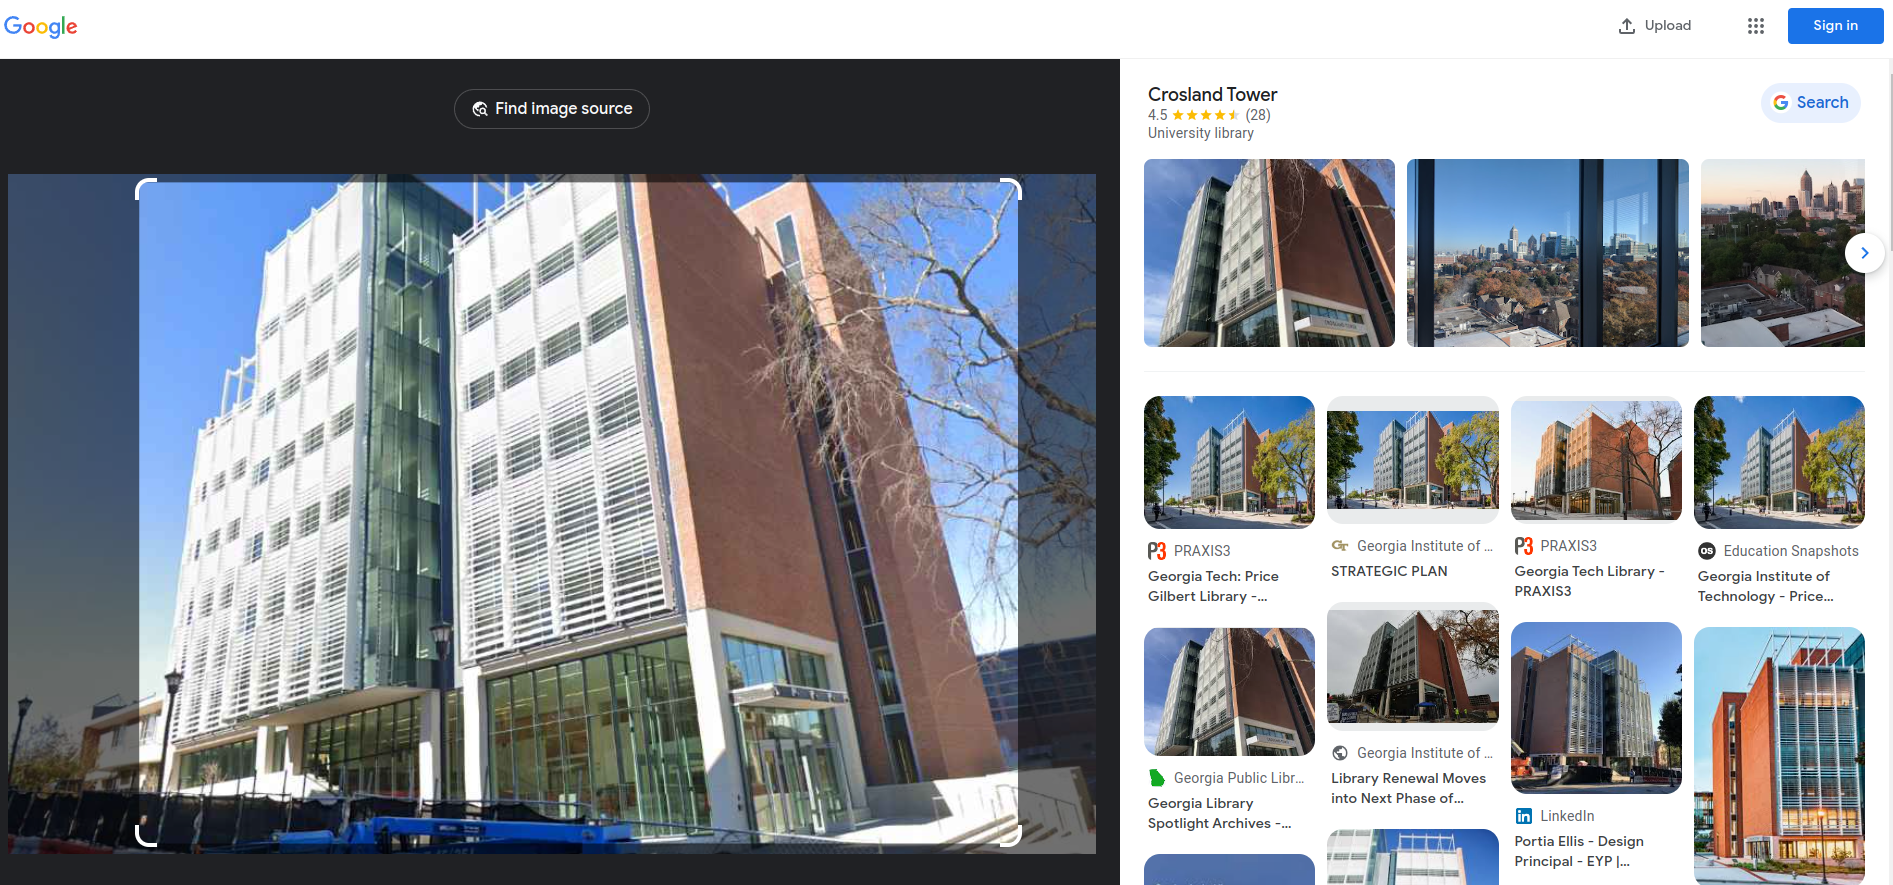 Google
Upload
Sign in
Find image source
Crosland Tower
4.5 (28)
University library
Search
PRAXIS3
Georgia Tech: Price
Gilbert Library -...
Georgia Institute of ...
STRATEGIC PLAN
PRAXIS3
Georgia Tech Library -
PRAXIS3
Education Snapshots
Georgia Institute of
Technology - Price...
Georgia Public Libr...
Georgia Library
Spotlight Archives -...
Georgia Institute of ...
Library Renewal Moves
into Next Phase of...
LinkedIn
Portia Ellis - Design
Principal - EYP |...